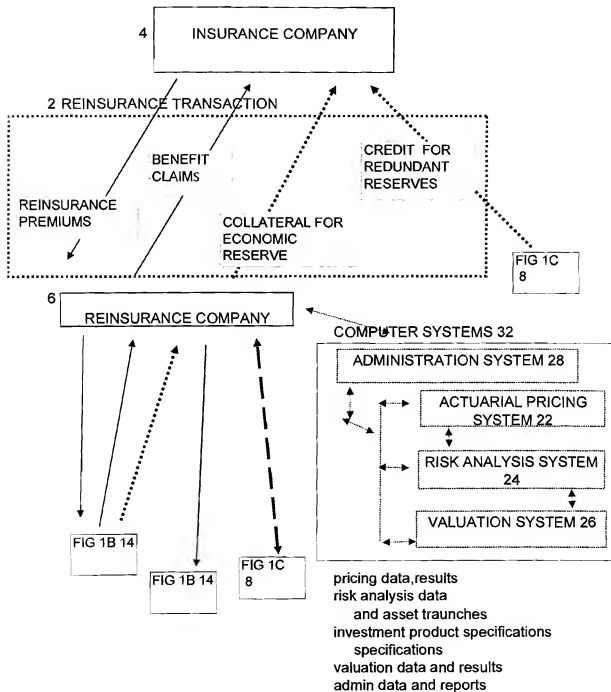 4
INSURANCE COMPANY
2 REINSURANCE TRANSACTION
BENEFIT
CLAIMS
CREDIT FOR
REDUNDANT
RESERVES
REINSURANCE
PREMIUMS
COLLATERAL FOR
ECONOMIC
RESERVE
FIG 1C
8
6
REINSURANCE COMPANY
COMPUTER SYSTEMS 32
ADMINISTRATION SYSTEM 28
ACTUARIAL PRICING
SYSTEM 22
RISK ANALYSIS SYSTEM
24
VALUATION SYSTEM 26
FIG 1B 14
FIG 1B 14
FIG 1C
8
pricing data,results
risk analysis data
and asset traunches
investment product specifications
specifications
valuation data and results
admin data and reports